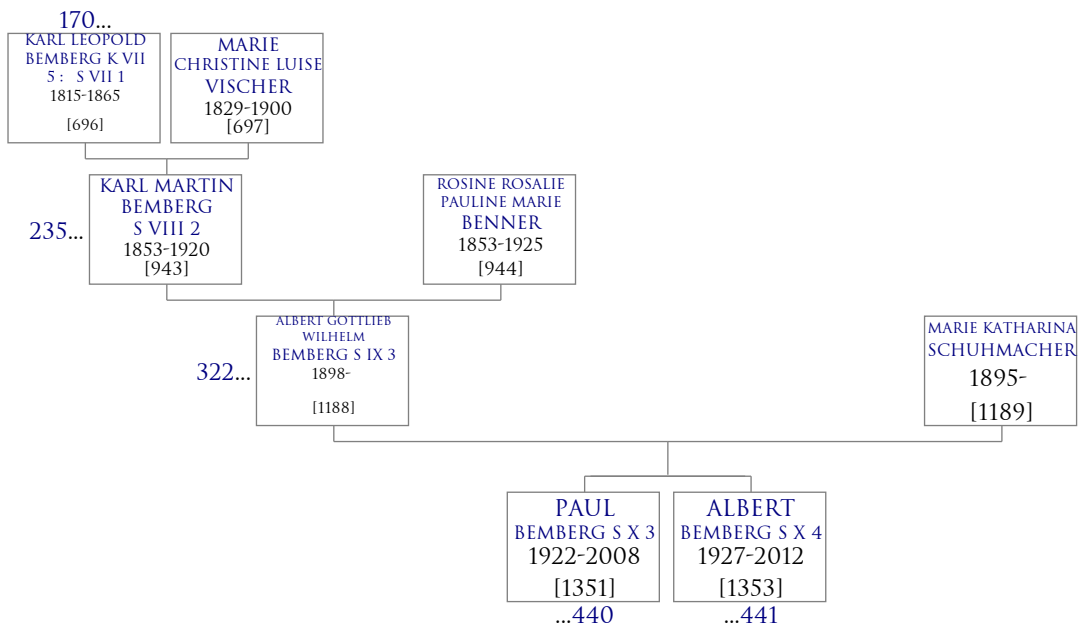 170...
KARL LEOPOLD
BEMBERG K VII
5 : S VII 1
1815-1865
[696]
MARIE
CHRISTINE LUISE
VISCHER
1829-1900
[697]
235...
KARL MARTIN
BEMBERG
S VIII 2
1853-1920
[943]
ROSINE ROSALIE
PAULINE MARIE
BENNER
1853-1925
[944]
322...
ALBERT GOTTLIEB
WILHELM
BEMBERG S IX 3
1898-
[1188]
MARIE KATHARINA
SCHUHMACHER
1895-
[1189]
PAUL
BEMBERG S X 3
1922-2008
[1351]
...440
ALBERT
BEMBERG S X 4
1927-2012
[1353]
...441